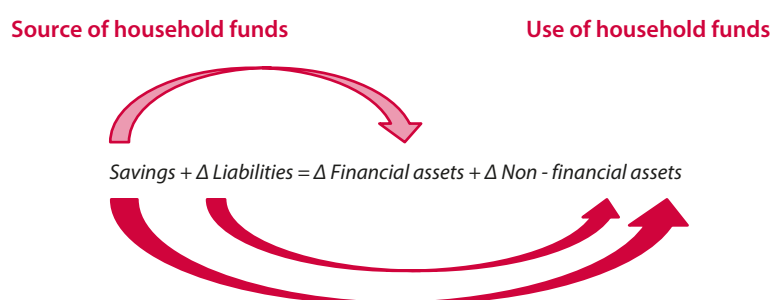 Source of household funds
Use of household funds
Savings + Δ Liabilities = Δ Financial assets + Δ Non - financial assets